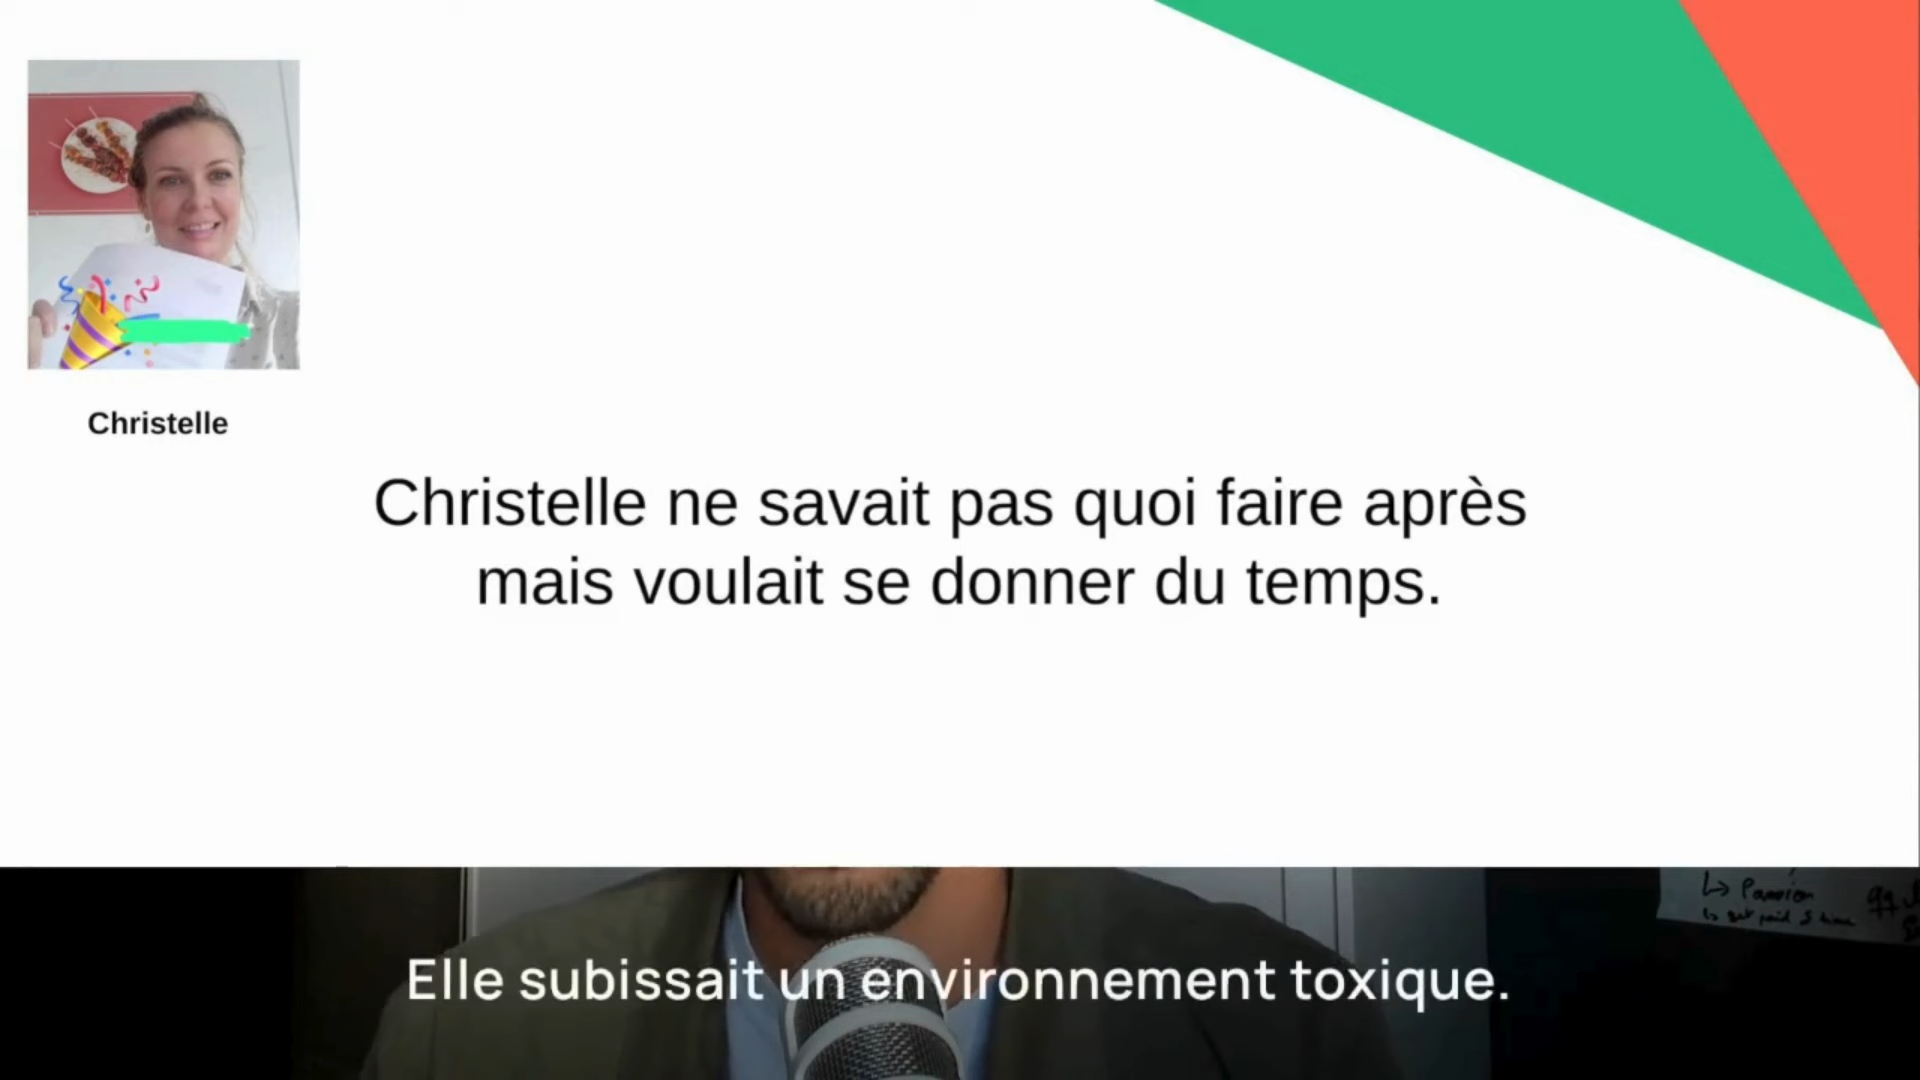 Christelle
Christelle ne savait pas quoi faire après
mais voulait se donner du temps.
Elle subissait un environnement toxique.